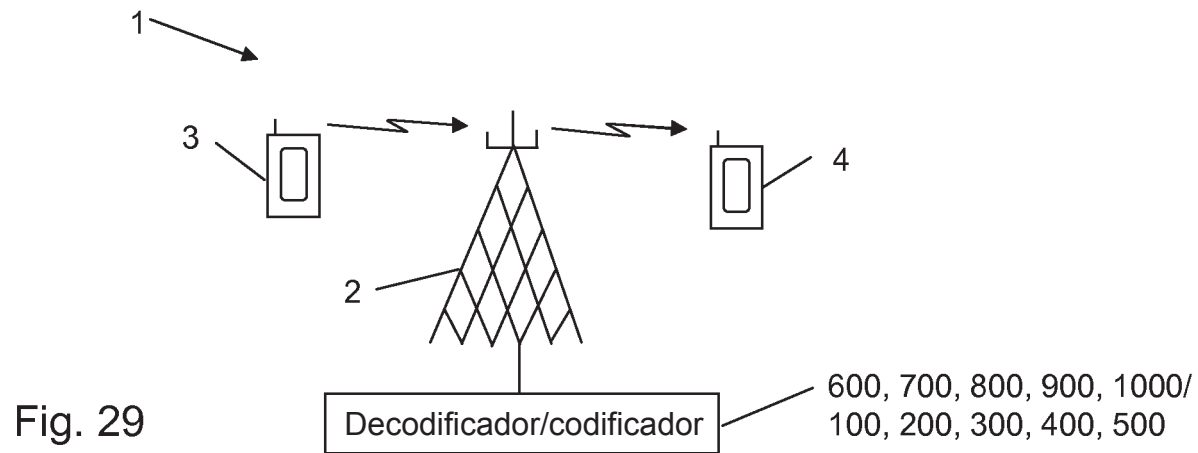 1
3
4
2
600, 700, 800, 900, 1000/
Decodificador/codificador
100, 200, 300, 400, 500
Fig. 29